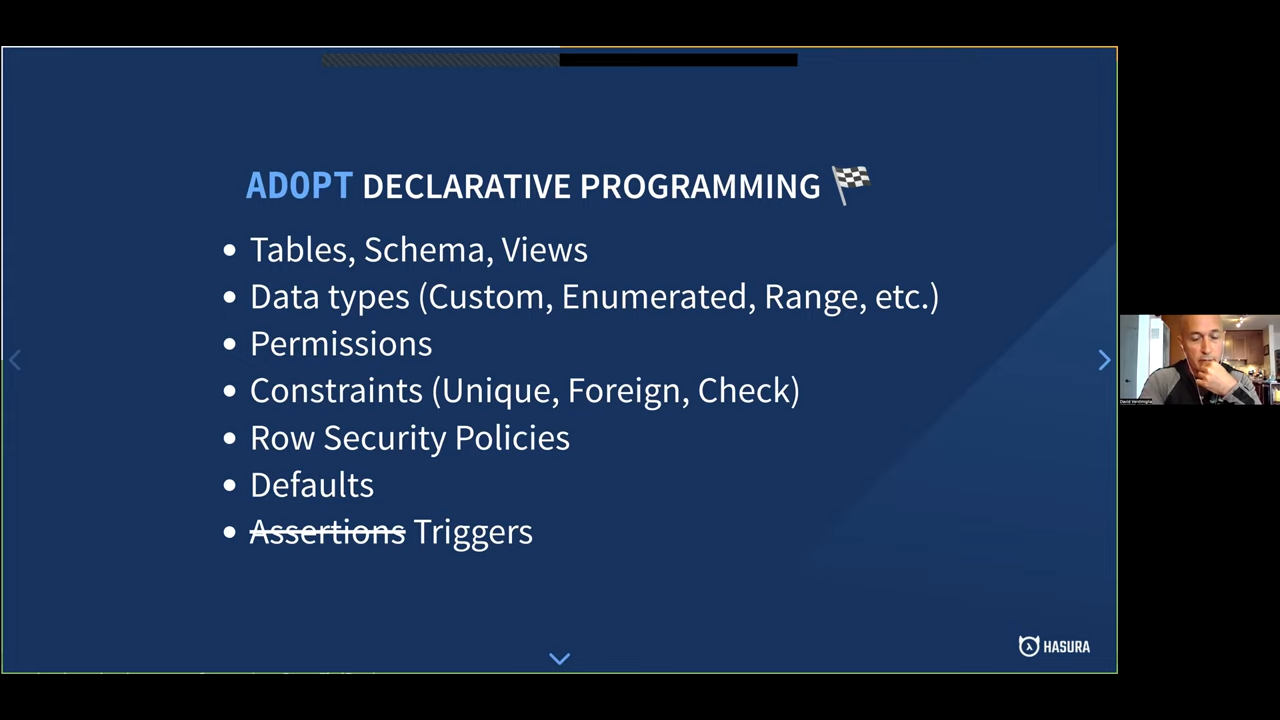 ADOPT DECLARATIVE PROGRAMMING
Tables, Schema, Views
Data types (Custom, Enumerated, Range, etc.)
Permissions
Constraints (Unique, Foreign, Check)
Row Security Policies
Defaults
Assertions Triggers
HASURA